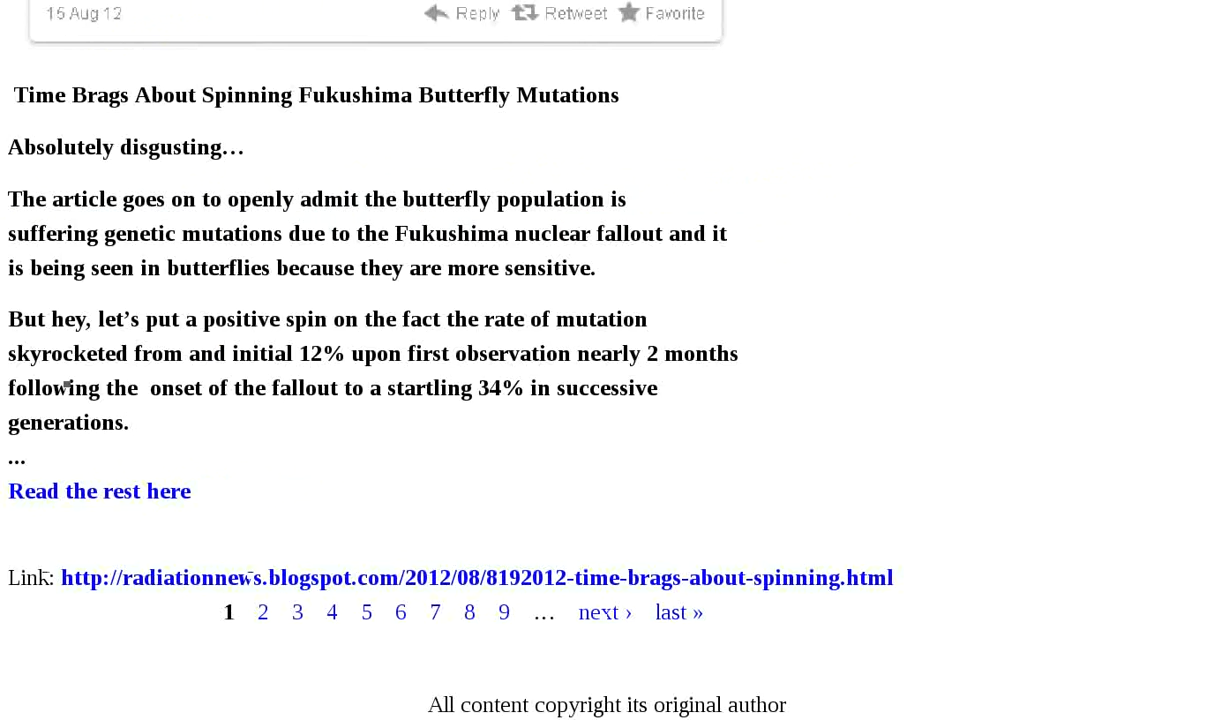 15 Aug 12 Reply Retweet Favorite
Time Brags About Spinning Fukushima Butterfly Mutations
Absolutely disgusting…
The article goes on to openly admit the butterfly population is
suffering genetic mutations due to the Fukushima nuclear fallout and it
is being seen in butterflies because they are more sensitive.
But hey, let’s put a positive spin on the fact the rate of mutation
skyrocketed from and initial 12% upon first observation nearly 2 months
following the  onset of the fallout to a startling 34% in successive
generations.
...
Read the rest here
Link: http://radiationnews.blogspot.com/2012/08/8192012-time-brags-about-spinning.html
1 2 3 4 5 6 7 8 9 … next › last »
All content copyright its original author